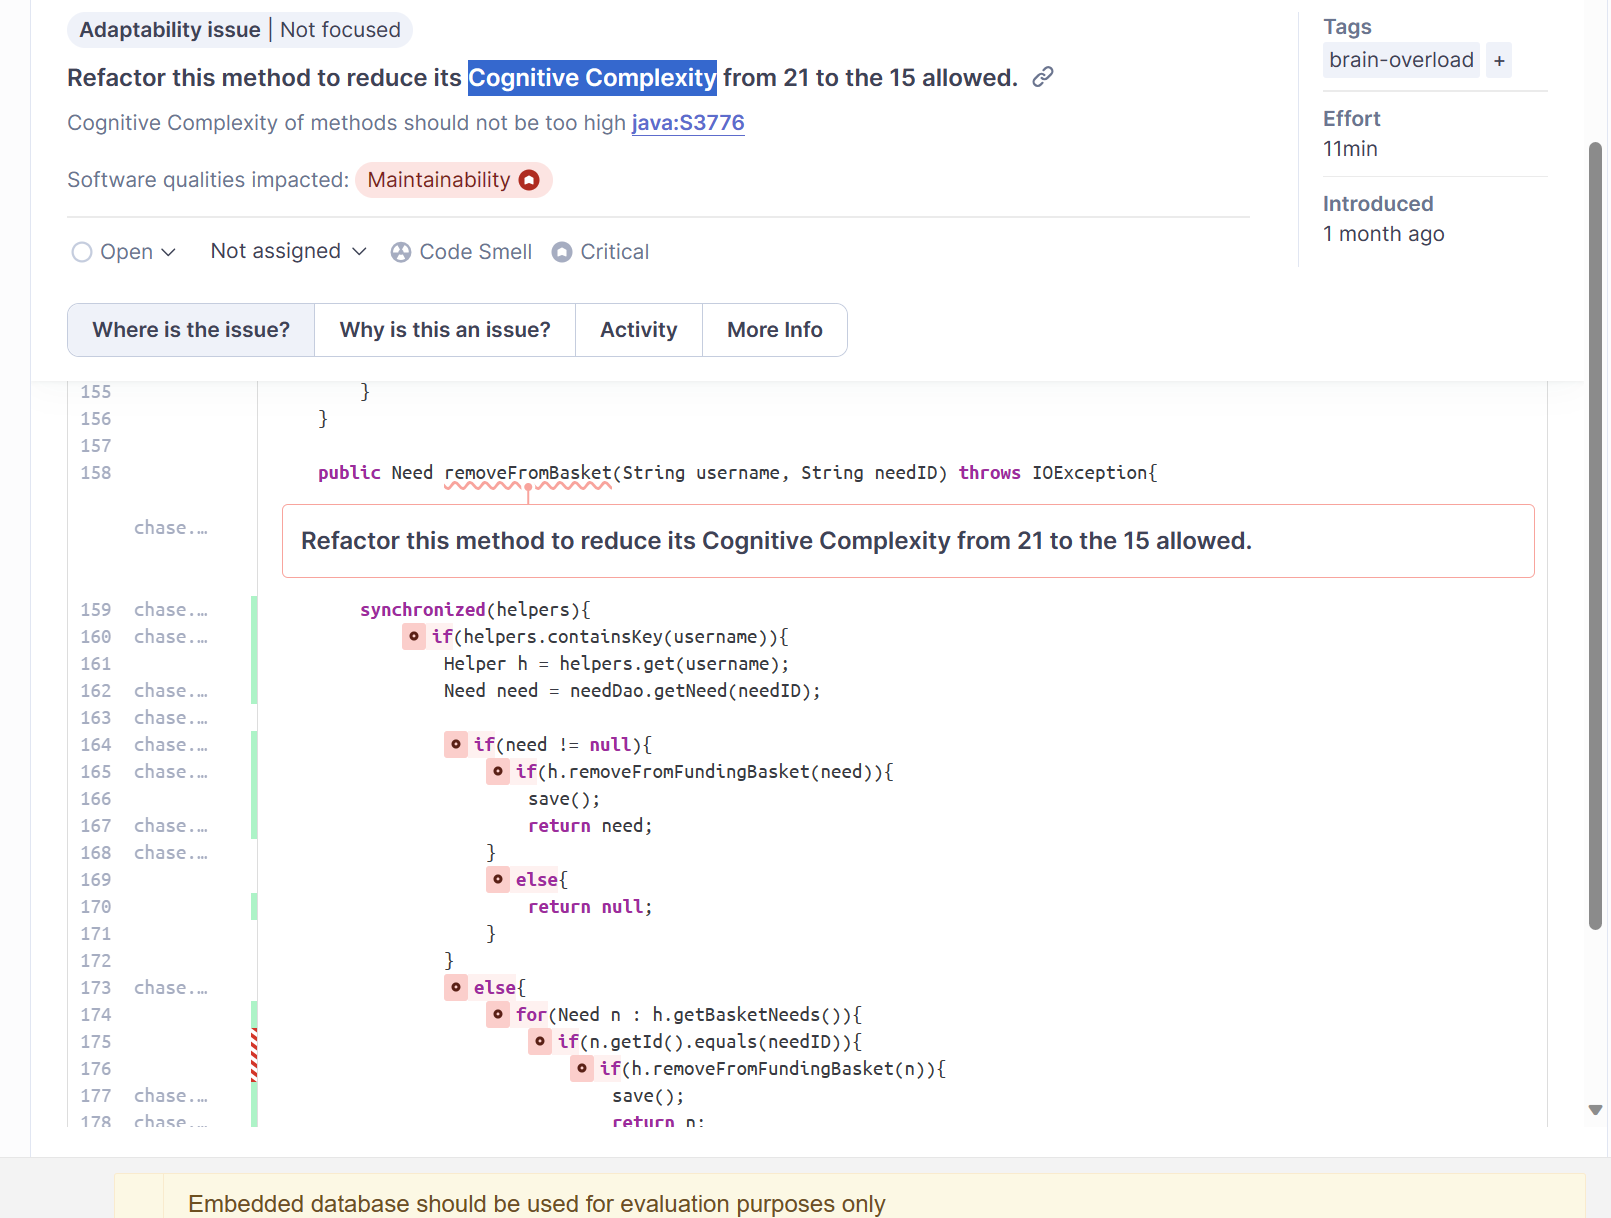 Adaptability issue | Not focused
Refactor this method to reduce its Cognitive Complexity from 21 to the 15 allowed.
Cognitive Complexity of methods should not be too high java:S3776
Software qualities impacted: Maintainability
Open Not assigned Code Smell Critical
Tags
brain-overload +
Effort
11min
Introduced
1 month ago
Where is the issue? Why is this an issue? Activity More Info
155 }
156 }
157
158 public Need removeFromBasket(String username, String needID) throws IOException{
chase.… Refactor this method to reduce its Cognitive Complexity from 21 to the 15 allowed.
159 chase.… synchronized(helpers){
160 chase.… if(helpers.containsKey(username)){
161 Helper h = helpers.get(username);
162 chase.… Need need = needDao.getNeed(needID);
163 chase.…
164 chase.… if(need != null){
165 chase.… if(h.removeFromFundingBasket(need)){
166 save();
167 chase.… return need;
168 chase.… }
169 else{
170 return null;
171 }
172 }
173 chase.… else{
174 for(Need n : h.getBasketNeeds()){
175 if(n.getId().equals(needID)){
176 if(h.removeFromFundingBasket(n)){
177 chase.… save();
178 chase.… return n;
Embedded database should be used for evaluation purposes only